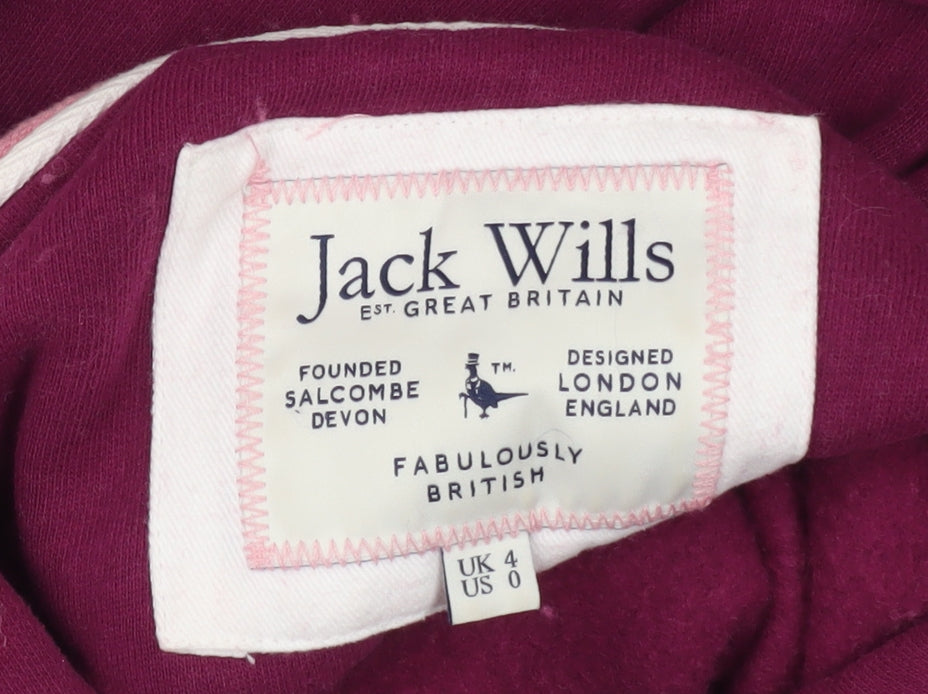 Jack Wills
EST. GREAT BRITAIN
FOUNDED
SALCOMBE
DEVON
TM.
DESIGNED
LONDON
ENGLAND
FABULOUSLY
BRITISH
UK 4
US 0